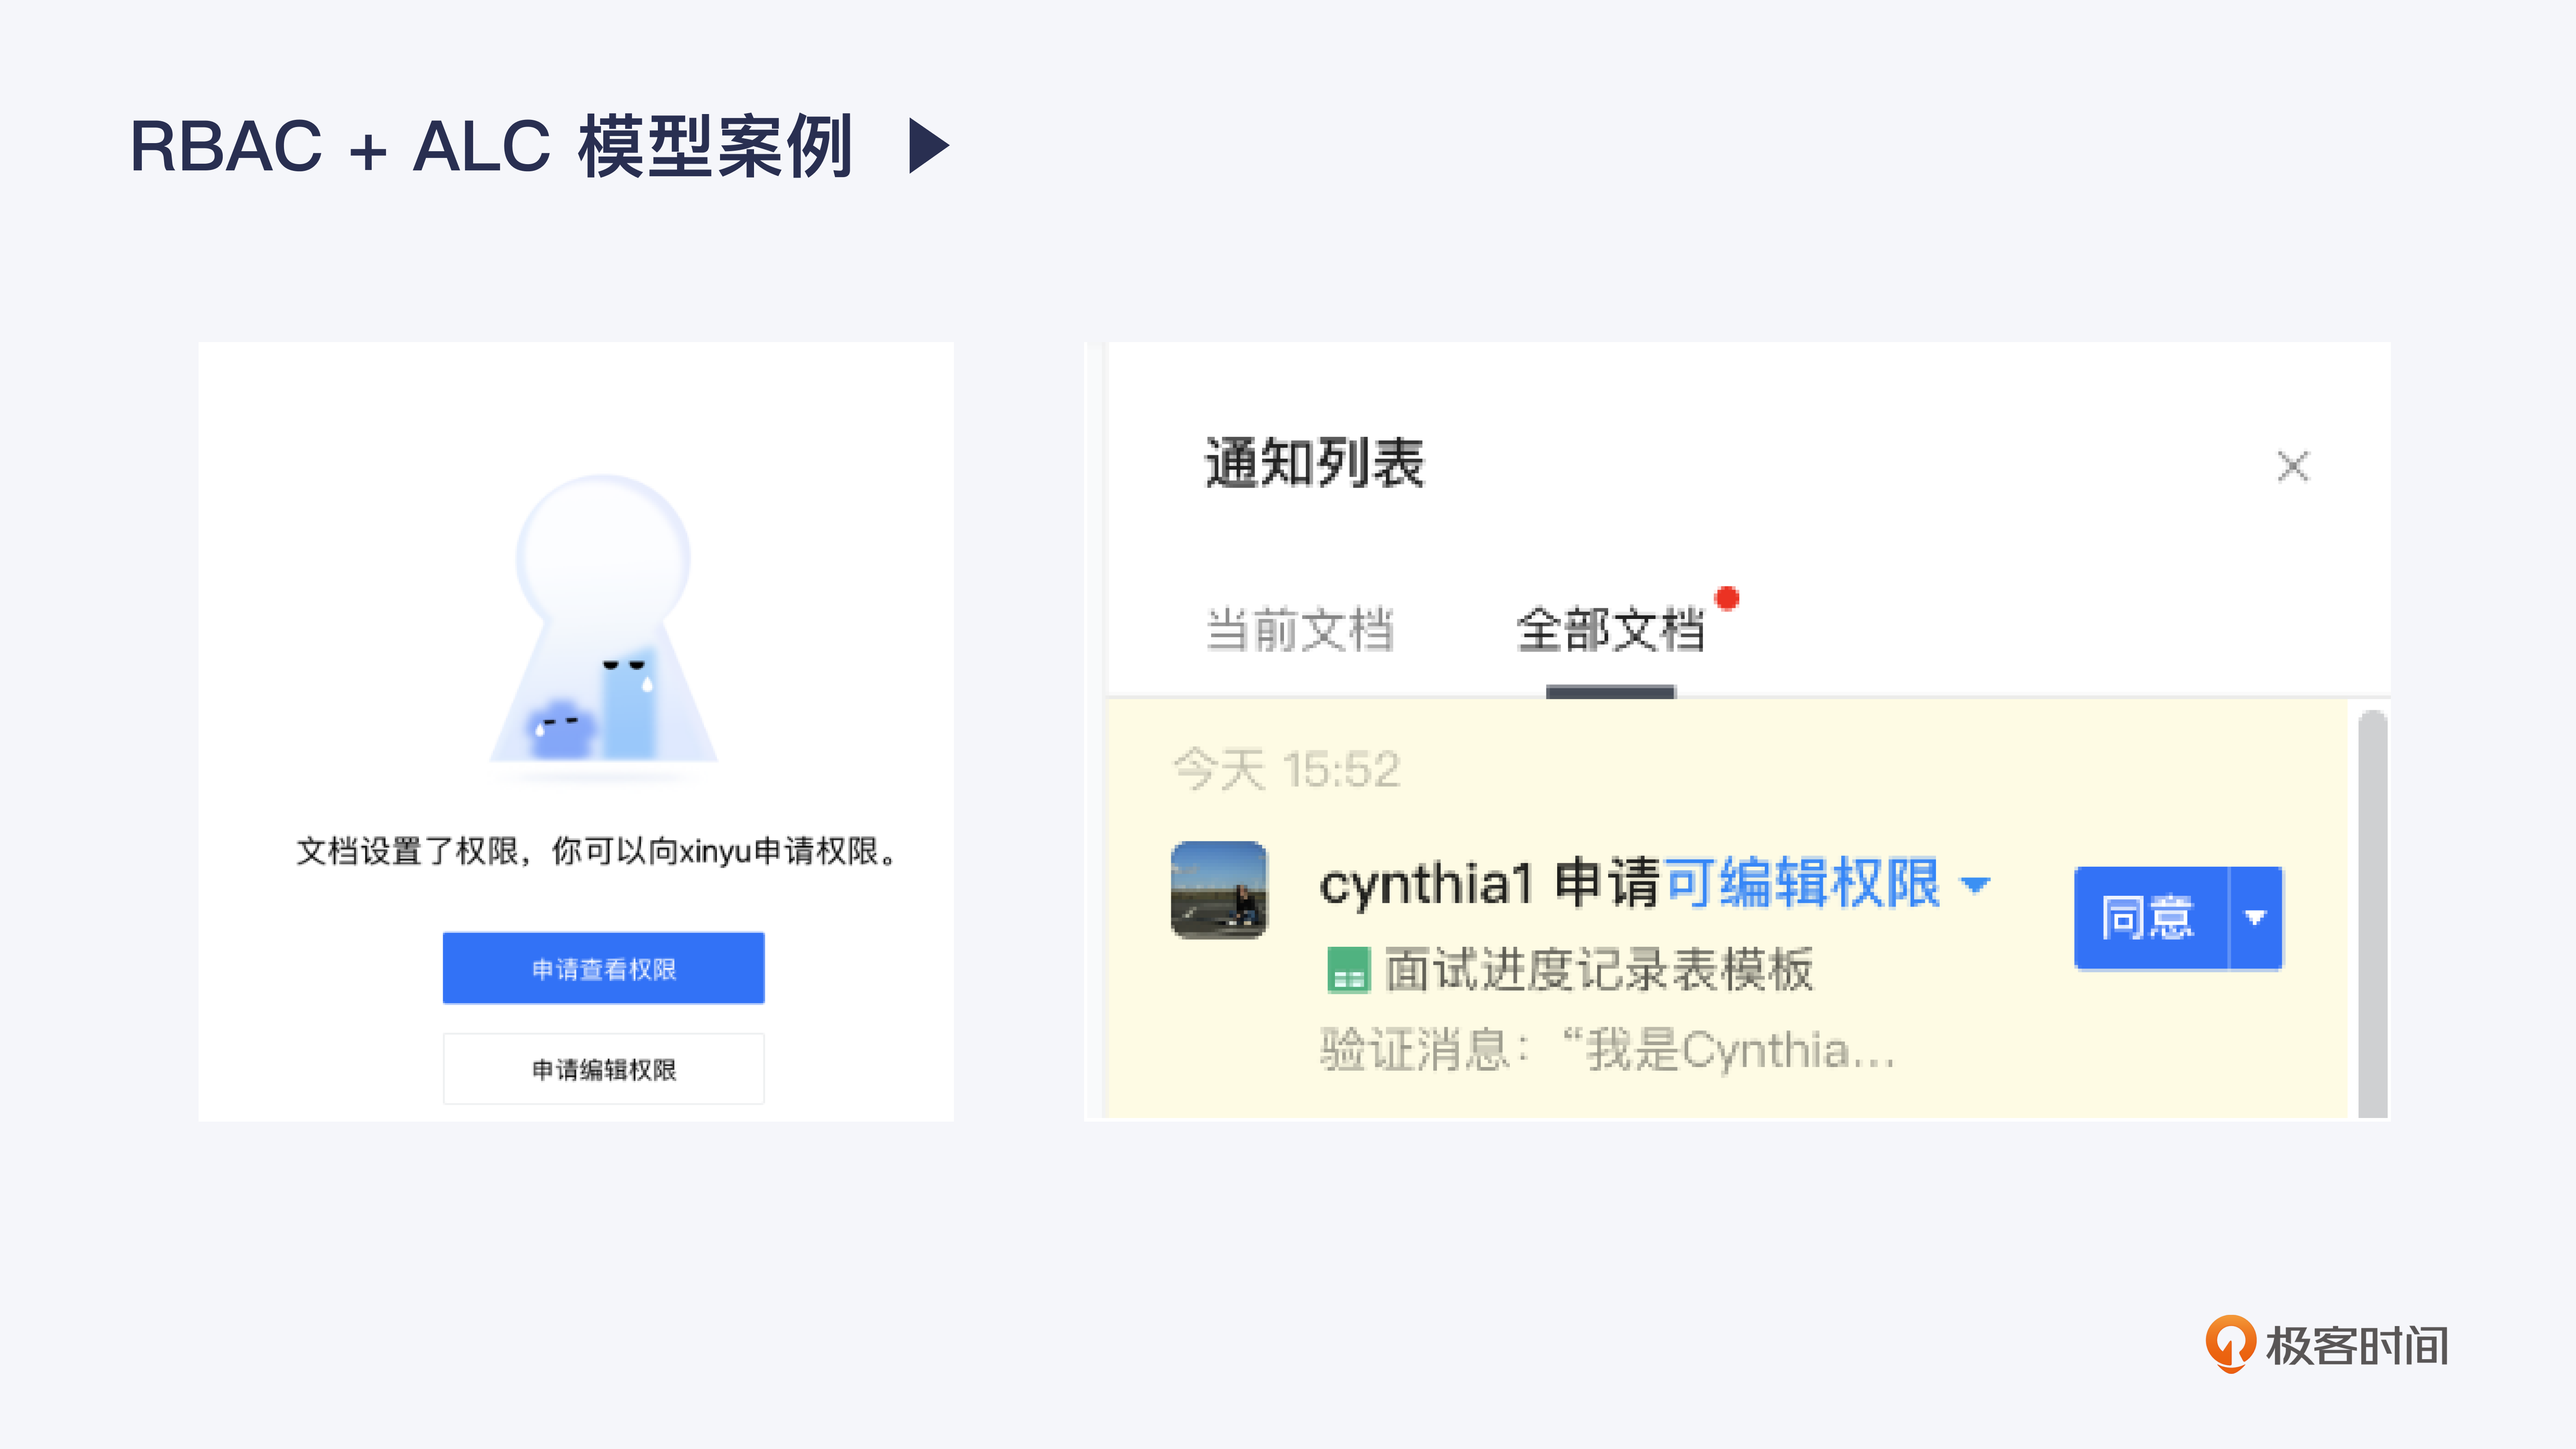 RBAC + ALC 模型案例
文档设置了权限，你可以向xinyu申请权限。
申请查看权限
申请编辑权限
通知列表
当前文档 全部文档
今天 15:52
cynthia1 申请可编辑权限
同意
面试进度记录表模板
验证消息：“我是Cynthia...
极客时间